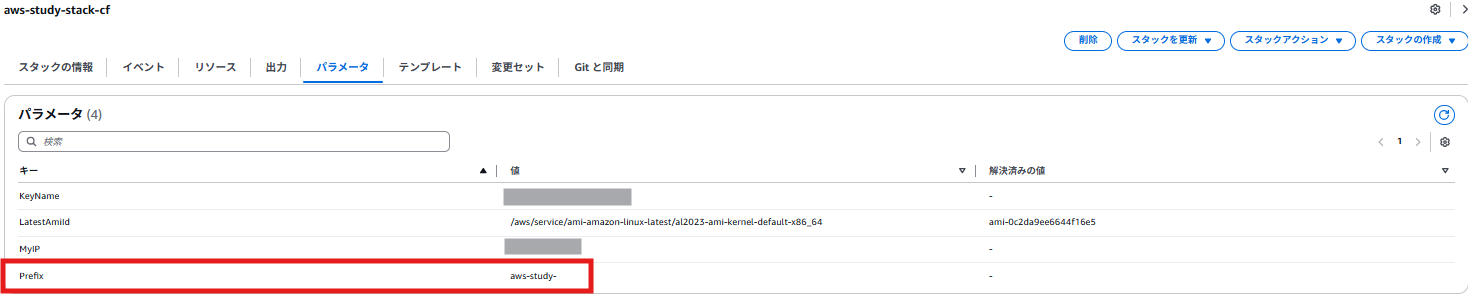 aws-study-stack-cf
削除 スタックを更新 スタックアクション スタックの作成
スタックの情報 イベント リソース 出力 パラメータ テンプレート 変更セット Git と同期
パラメータ (4)
検索
1
キー 値 解決済みの値
KeyName -
LatestAmiId /aws/service/ami-amazon-linux-latest/al2023-ami-kernel-default-x86_64 ami-0c2da9ee6644f16e5
MyIP -
Prefix aws-study- -